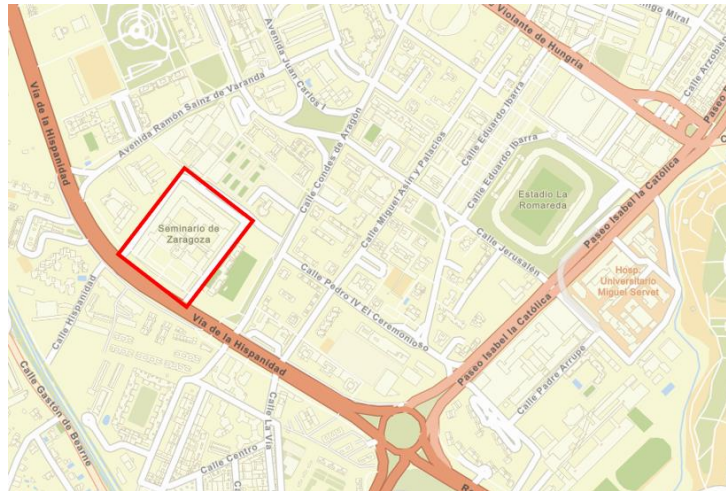 Violante de Hungría
Avenida Juan Carlos I
Avenida Ramón Sainz de Varanda
Vía de la Hispanidad
Calle Condes de Aragón
Calle Eduardo Ibarra
Calle Eduardo Ibarra
Calle Miguel Asín y Palacios
Estadio La
Romareda
Paseo Isabel la Católica
Seminario de
Zaragoza
Calle Jerusalén
Hosp.
Universitario
Miguel Servet
Calle Pedro IV El Ceremonioso
Calle Hispanidad
Vía de la Hispanidad
Paseo Isabel la Católica
Calle Padre Arrupe
Calle Gastón de Bearne
Calle La Vía
Calle Centro